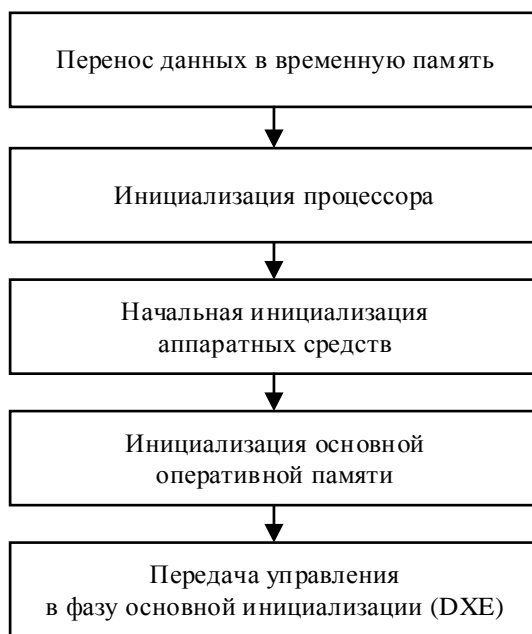 Перенос данных в временную память
Инициализация процессора
Начальная инициализация
аппаратных средств
Инициализация основной
оперативной памяти
Передача управления
в фазу основной инициализации (DXE)